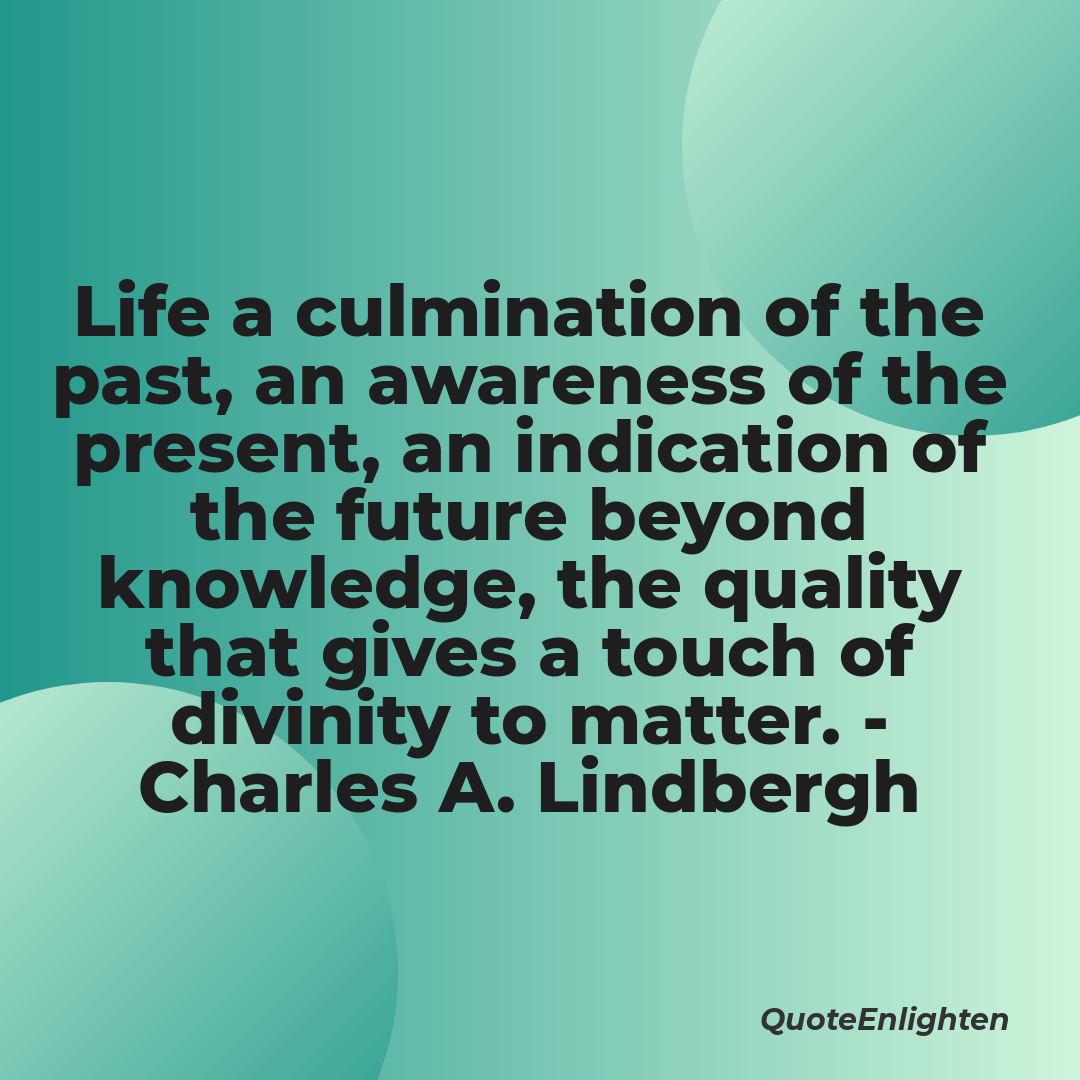 Life a culmination of the
past, an awareness of the
present, an indication of
the future beyond
knowledge, the quality
that gives a touch of
divinity to matter. -
Charles A. Lindbergh
QuoteEnlighten